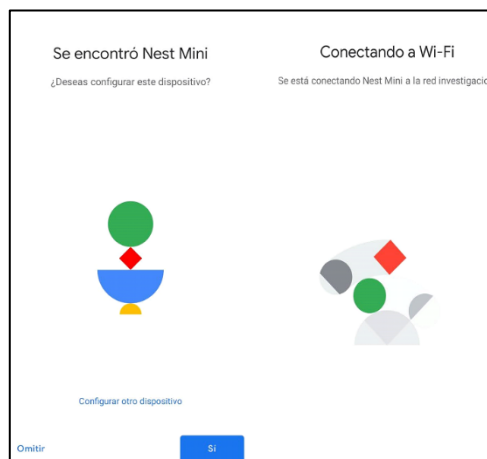 Se encontró Nest Mini
¿Deseas configurar este dispositivo?
Configurar otro dispositivo
Omitir
Sí
Conectando a Wi-Fi
Se está conectando Nest Mini a la red investigacio